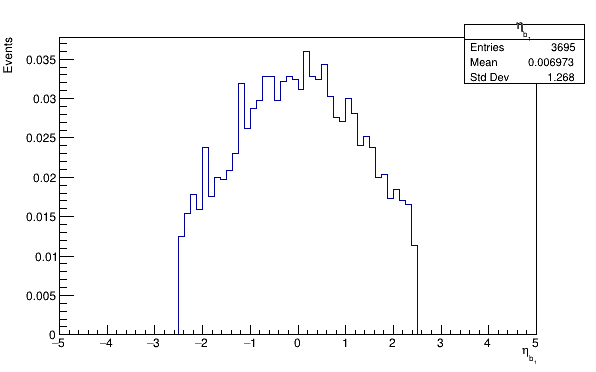 η_b₁
Entries 3695
Mean 0.006973
Std Dev 1.268
Events
0.035
0.03
0.025
0.02
0.015
0.01
0.005
0
−5 −4 −3 −2 −1 0 1 2 3 4 5
η_b₁